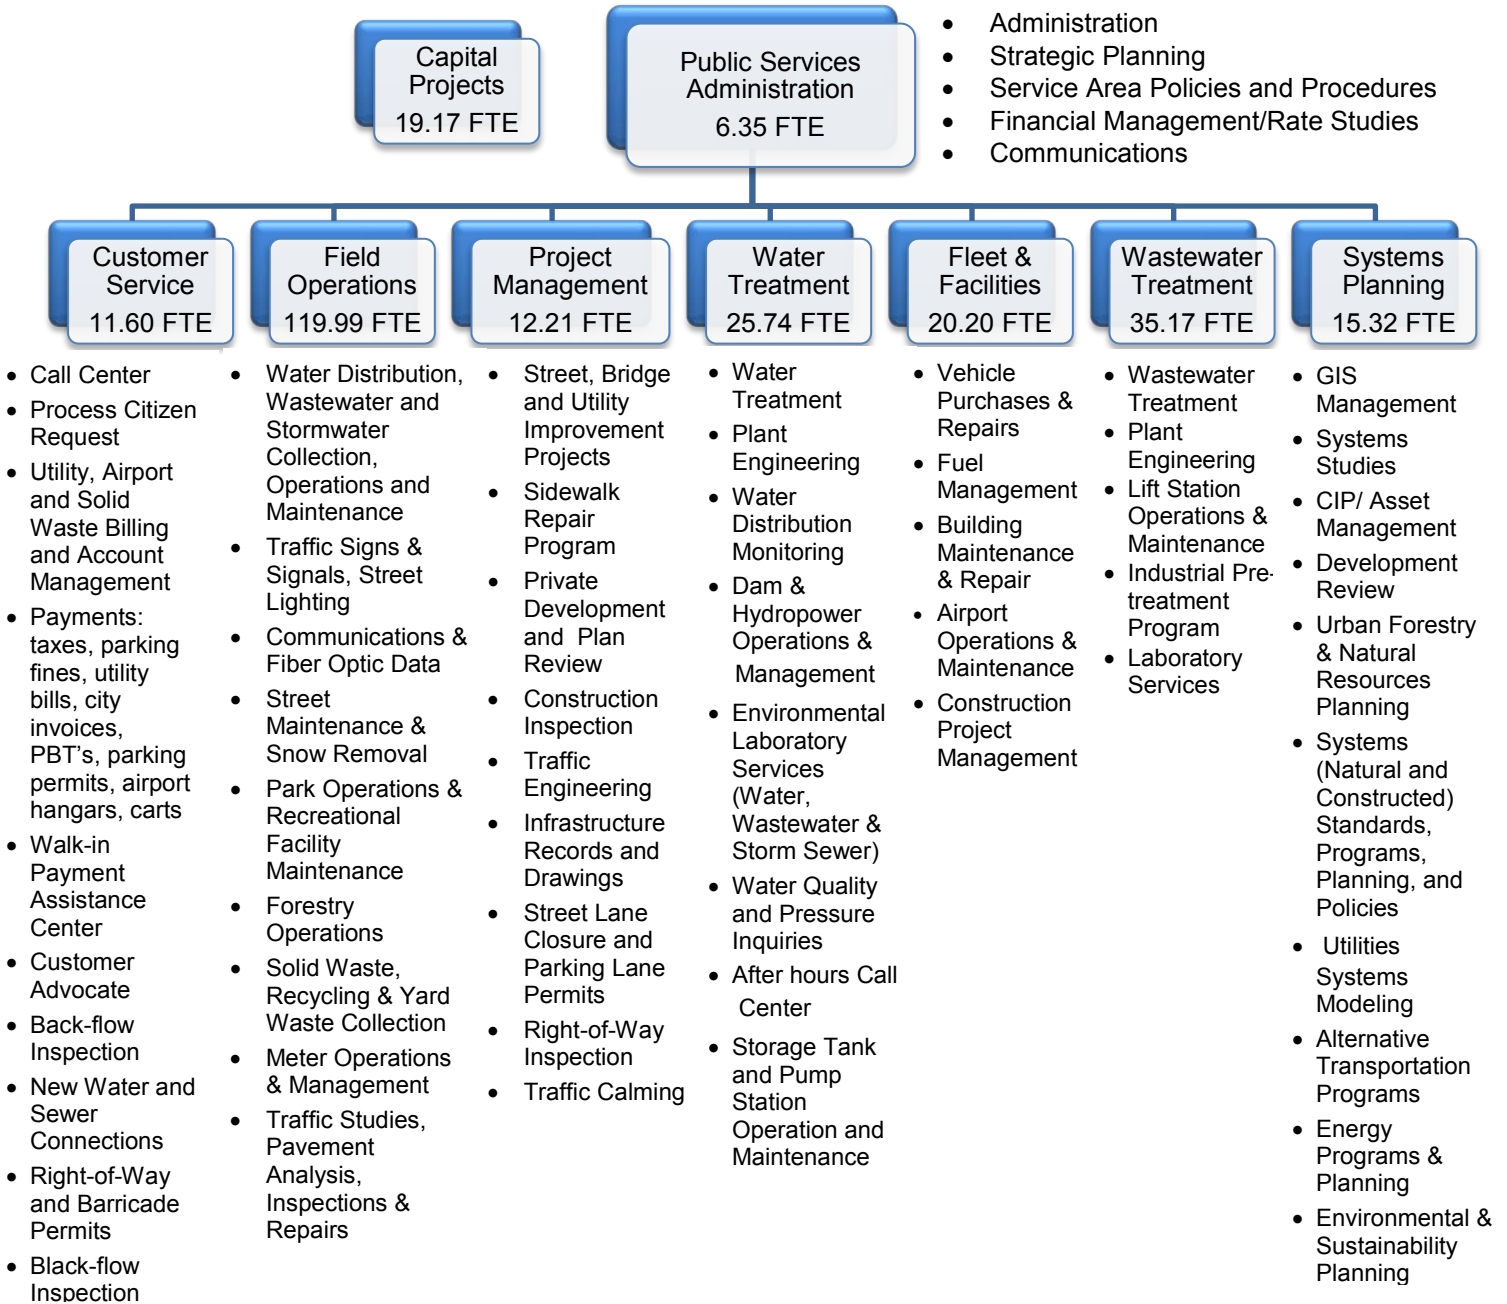 Capital
Projects
19.17 FTE
Public Services
Administration
6.35 FTE
• Administration
• Strategic Planning
• Service Area Policies and Procedures
• Financial Management/Rate Studies
• Communications
Customer
Service
11.60 FTE
• Call Center
• Process Citizen
Request
• Utility, Airport
and Solid
Waste Billing
and Account
Management
• Payments:
taxes, parking
fines, utility
bills, city
invoices,
PBT’s, parking
permits, airport
hangars, carts
• Walk-in
Payment
Assistance
Center
• Customer
Advocate
• Back-flow
Inspection
• New Water and
Sewer
Connections
• Right-of-Way
and Barricade
Permits
• Black-flow
Inspection
Field
Operations
119.99 FTE
• Water Distribution,
Wastewater and
Stormwater
Collection,
Operations and
Maintenance
• Traffic Signs &
Signals, Street
Lighting
• Communications &
Fiber Optic Data
• Street
Maintenance &
Snow Removal
• Park Operations &
Recreational
Facility
Maintenance
• Forestry
Operations
• Solid Waste,
Recycling & Yard
Waste Collection
• Meter Operations
& Management
• Traffic Studies,
Pavement
Analysis,
Inspections &
Repairs
Project
Management
12.21 FTE
• Street, Bridge
and Utility
Improvement
Projects
• Sidewalk
Repair
Program
• Private
Development
and Plan
Review
• Construction
Inspection
• Traffic
Engineering
• Infrastructure
Records and
Drawings
• Street Lane
Closure and
Parking Lane
Permits
• Right-of-Way
Inspection
• Traffic Calming
Water
Treatment
25.74 FTE
• Water
Treatment
• Plant
Engineering
• Water
Distribution
Monitoring
• Dam &
Hydropower
Operations &
Management
• Environmental
Laboratory
Services
(Water,
Wastewater &
Storm Sewer)
• Water Quality
and Pressure
Inquiries
• After hours Call
Center
• Storage Tank
and Pump
Station
Operation and
Maintenance
Fleet &
Facilities
20.20 FTE
• Vehicle
Purchases &
Repairs
• Fuel
Management
• Building
Maintenance
& Repair
• Airport
Operations &
Maintenance
• Construction
Project
Management
Wastewater
Treatment
35.17 FTE
• Wastewater
Treatment
• Plant
Engineering
• Lift Station
Operations &
Maintenance
• Industrial Pre-
treatment
Program
• Laboratory
Services
Systems
Planning
15.32 FTE
• GIS
Management
• Systems
Studies
• CIP/ Asset
Management
• Development
Review
• Urban Forestry
& Natural
Resources
Planning
• Systems
(Natural and
Constructed)
Standards,
Programs,
Planning, and
Policies
• Utilities
Systems
Modeling
• Alternative
Transportation
Programs
• Energy
Programs &
Planning
• Environmental &
Sustainability
Planning